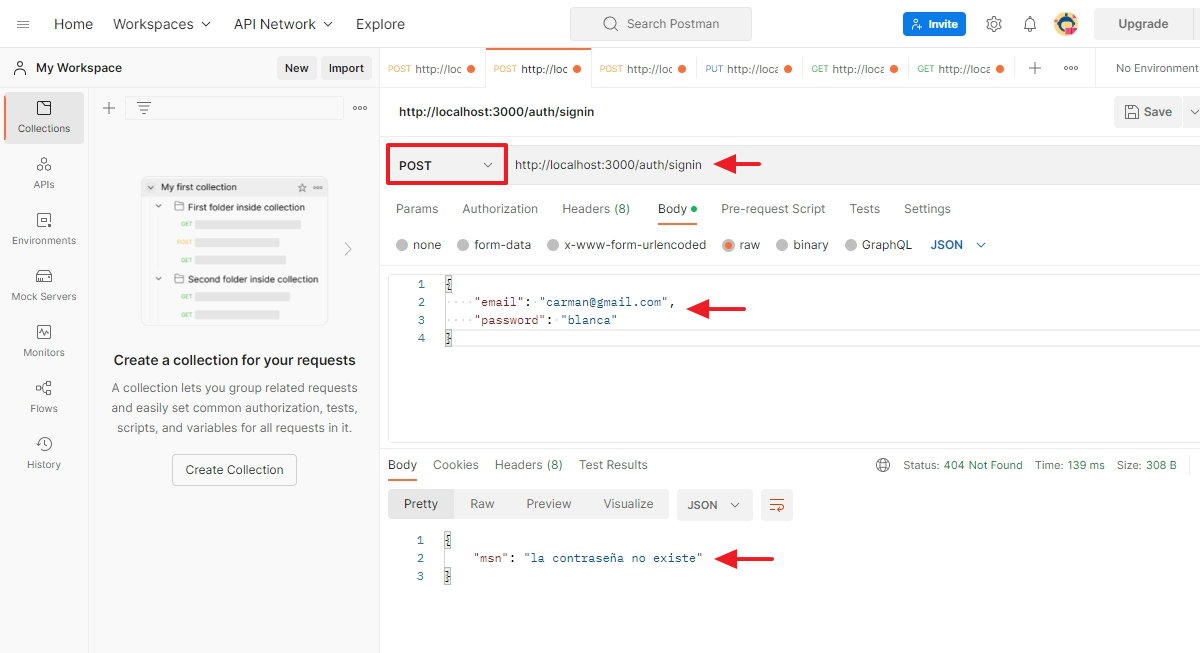 Home Workspaces API Network Explore Search Postman Invite Upgrade
My Workspace New Import
POST http://loc POST http://loc POST http://loc PUT http://loca GET http://loca GET http://loca No Environment
Collections
APIs
Environments
Mock Servers
Monitors
Flows
History
My first collection
First folder inside collection
GET
POST
GET
Second folder inside collection
GET
GET
Create a collection for your requests
A collection lets you group related requests
and easily set common authorization, tests,
scripts, and variables for all requests in it.
Create Collection
http://localhost:3000/auth/signin Save
POST http://localhost:3000/auth/signin
Params Authorization Headers (8) Body Pre-request Script Tests Settings
none form-data x-www-form-urlencoded raw binary GraphQL JSON
1 {
2 "email": "carman@gmail.com",
3 "password": "blanca"
4 }
Body Cookies Headers (8) Test Results Status: 404 Not Found Time: 139 ms Size: 308 B
Pretty Raw Preview Visualize JSON
1 {
2 "msn": "la contraseña no existe"
3 }